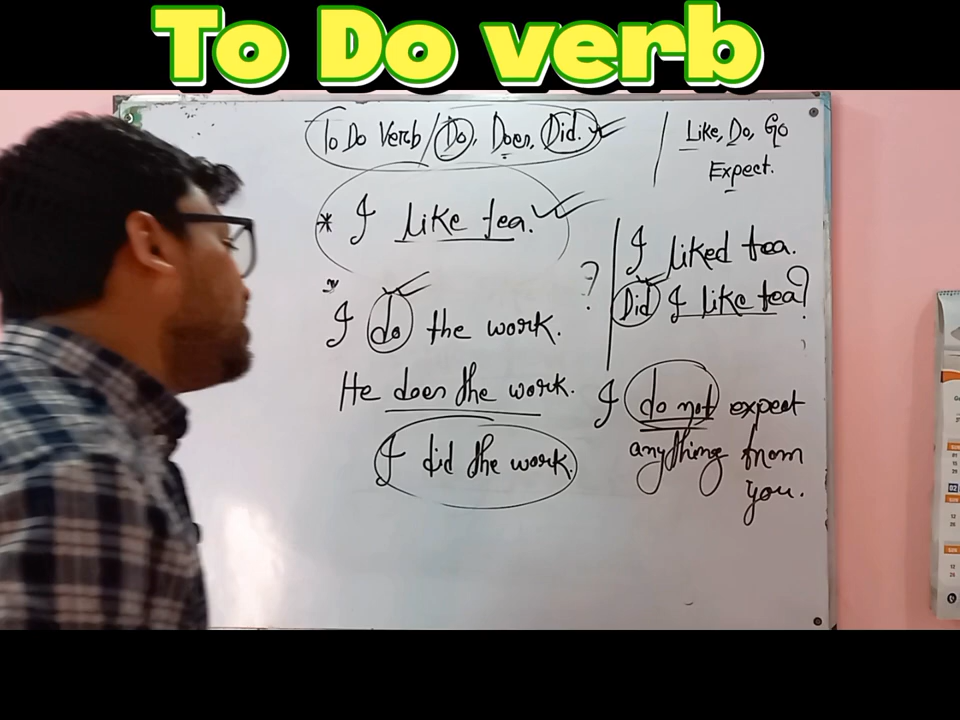 To Do verb
To Do Verb/Do, Does, Did.
Like, Do, Go
Expect.
* I like tea.
I do the work.
He does the work.
I did the work.
?
I liked tea.
Did I like tea?
I do not expect
anything from
you.